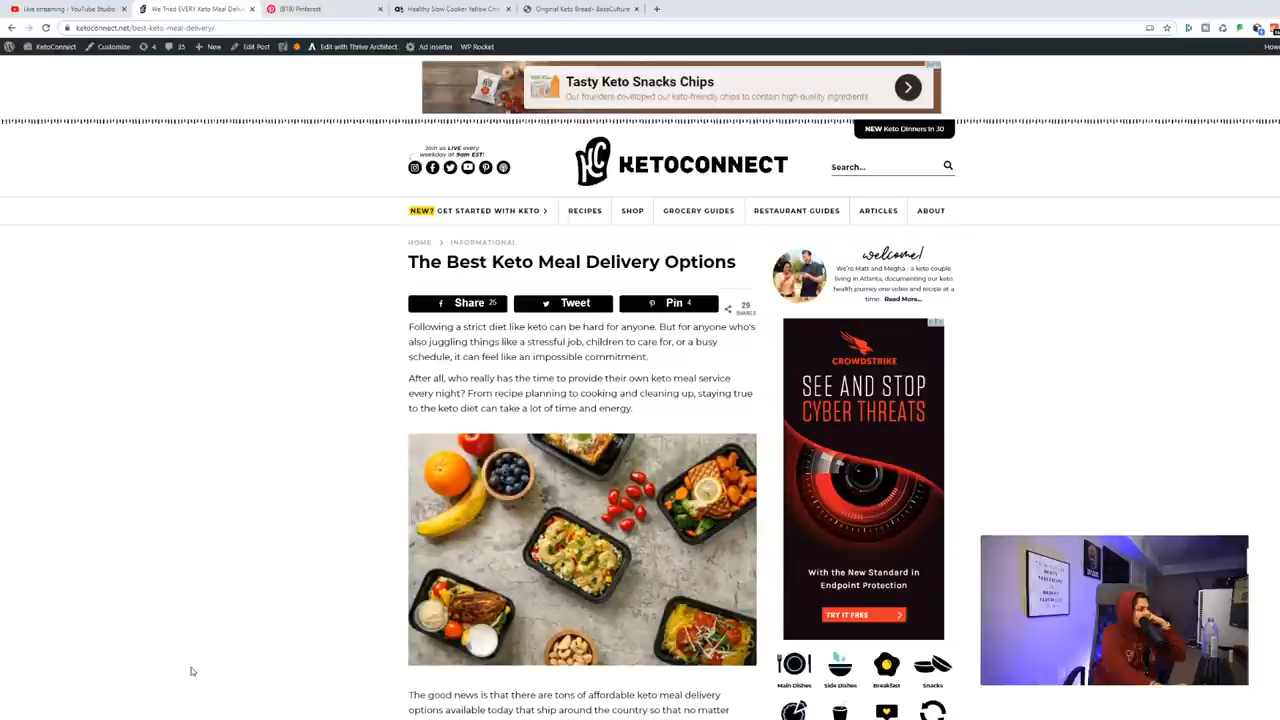 Live streaming - YouTube Studio
We Tried EVERY Keto Meal Deliv
(818) Pinterest
Healthy Slow Cooker Yellow Chic
Original Keto Bread– BaseCulture
ketoconnect.net/best-keto-meal-delivery/
KetoConnect
Customize
4
35
New
Edit Post
Edit with Thrive Architect
Ad inserter
WP Rocket
How
Tasty Keto Snacks Chips
Our founders developed our keto-friendly chips to contain high-quality ingredients
NEW Keto Dinners In 30
Join us LIVE every
weekday at 9am EST!
KC KETOCONNECT
Search...
NEW? GET STARTED WITH KETO
RECIPES
SHOP
GROCERY GUIDES
RESTAURANT GUIDES
ARTICLES
ABOUT
HOME > INFORMATIONAL
The Best Keto Meal Delivery Options
Share 25
Tweet
Pin 4
29
SHARES
Following a strict diet like keto can be hard for anyone. But for anyone who's
also juggling things like a stressful job, children to care for, or a busy
schedule, it can feel like an impossible commitment.
After all, who really has the time to provide their own keto meal service
every night? From recipe planning to cooking and cleaning up, staying true
to the keto diet can take a lot of time and energy.
The good news is that there are tons of affordable keto meal delivery
options available today that ship around the country so that no matter
welcome!
We're Matt and Megha - a keto couple
living in Atlanta, documenting our keto
health journey one video and recipe at a
time. Read More...
CROWDSTRIKE
SEE AND STOP
CYBER THREATS
With the New Standard in
Endpoint Protection
TRY IT FREE
Main Dishes
Side Dishes
Breakfast
Snacks